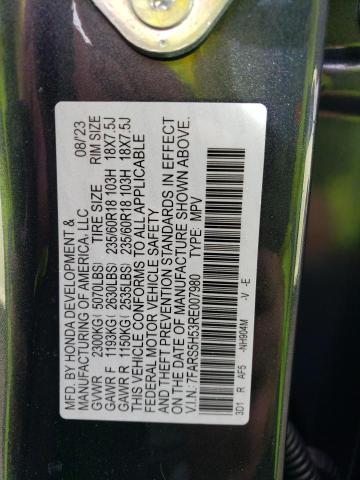 MFD. BY HONDA DEVELOPMENT & 08/'23
MANUFACTURING OF AMERICA, LLC
TIRE SIZE RIM SIZE
GVWR 2300KG( 5070LBS)
GAWR F 1193KG( 2630LBS) 235/60R18 103H 18X7.5J
GAWR R 1150KG( 2535LBS) 235/60R18 103H 18X7.5J
THIS VEHICLE CONFORMS TO ALL APPLICABLE
FEDERAL MOTOR VEHICLE SAFETY
AND THEFT PREVENTION STANDARDS IN EFFECT
ON THE DATE OF MANUFACTURE SHOWN ABOVE.
V.I.N: 7FARS5H53RE007980 TYPE: MPV
3D1 R AF5 -NH904M -V -E